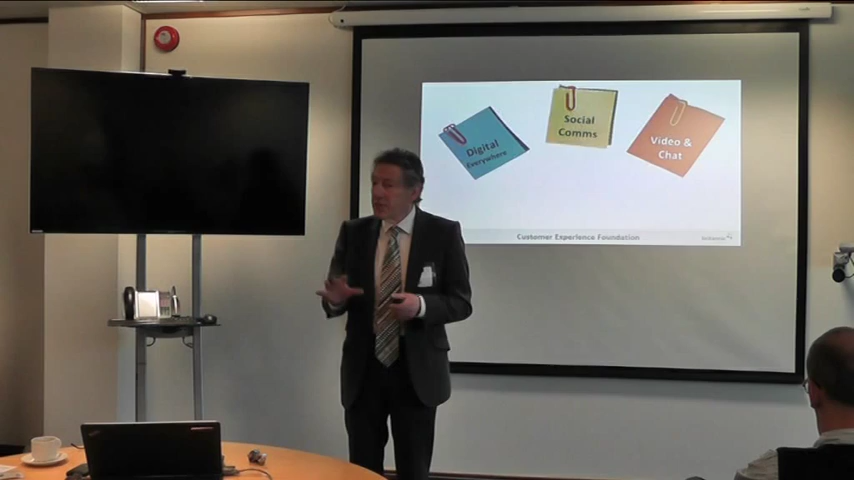 Digital
Everywhere
Social
Comms
Video &
Chat
Customer Experience Foundation